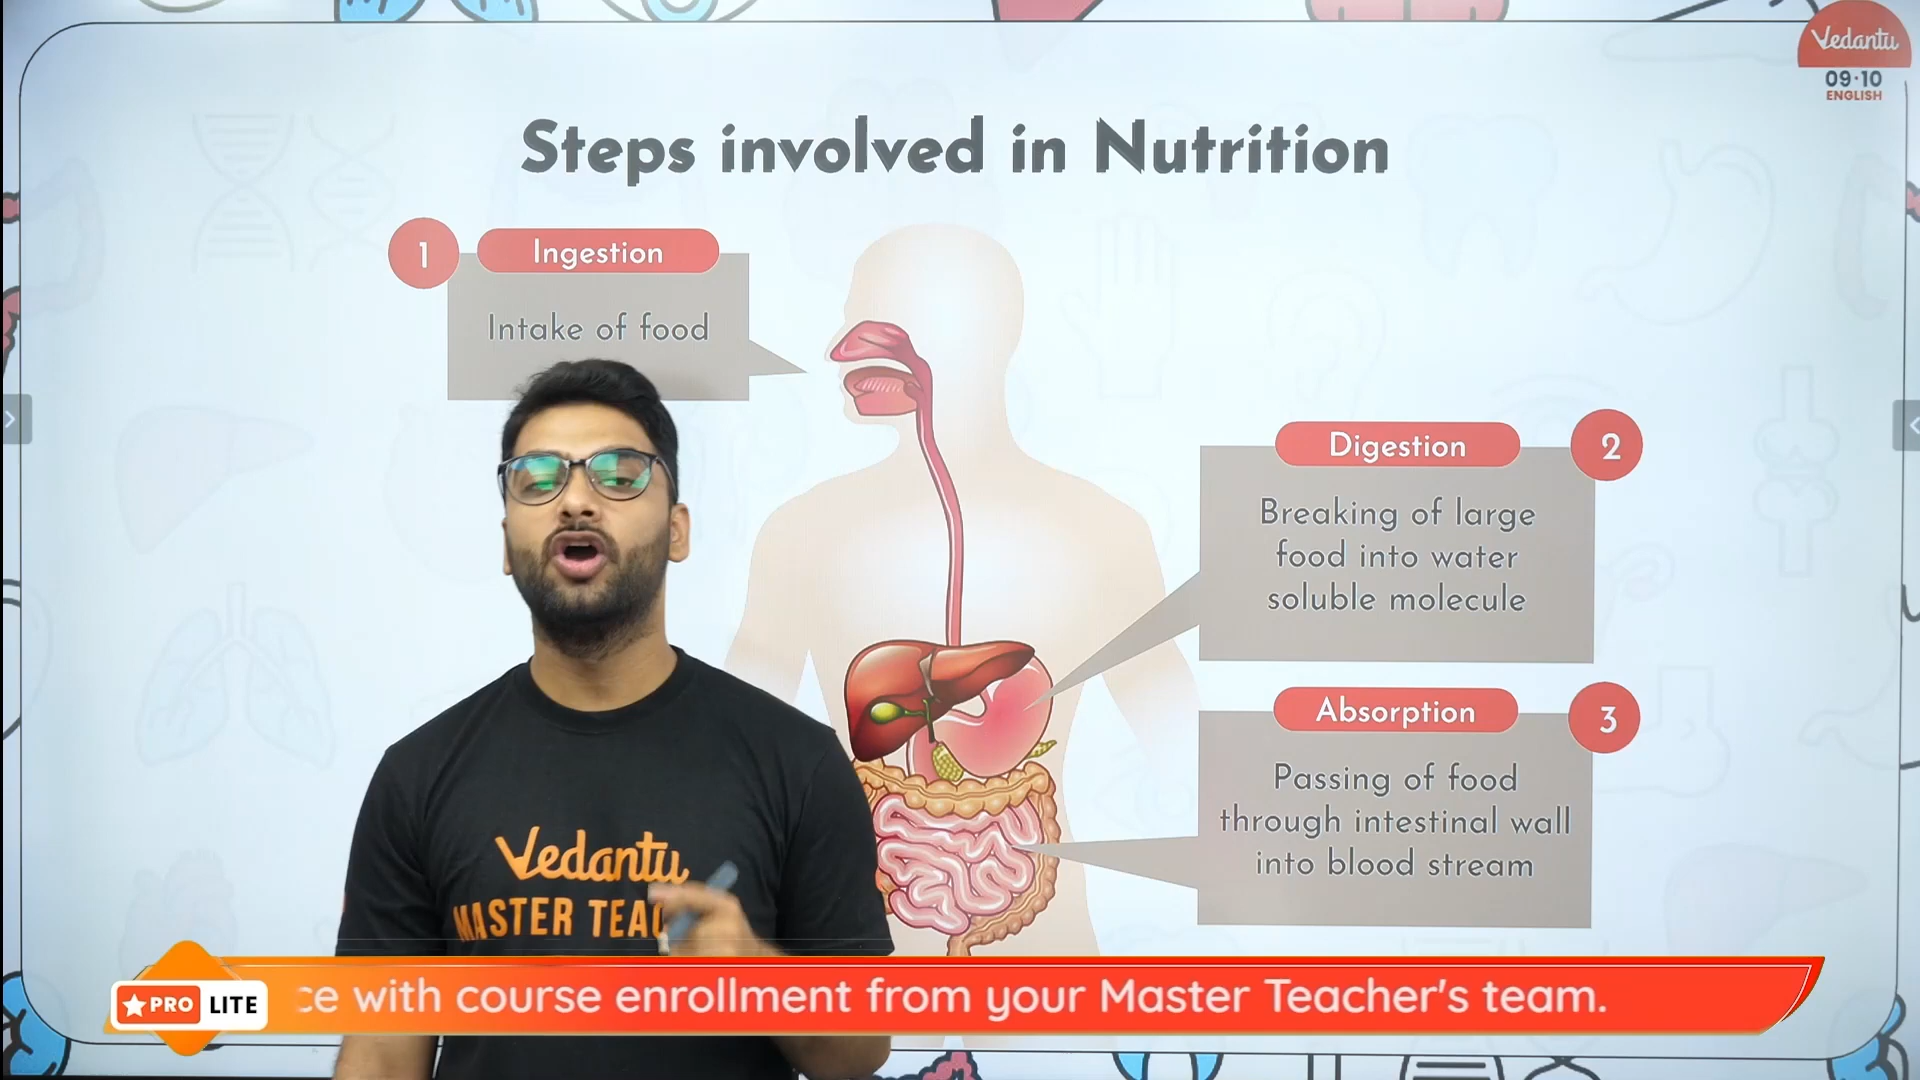 Vedantu
09·10
ENGLISH
Steps involved in Nutrition
1
Ingestion
Intake of food
Digestion
2
Breaking of large
food into water
soluble molecule
Absorption
3
Passing of food
through intestinal wall
into blood stream
Vedantu
MASTER
PRO LITE
with course enrollment from your Master Teacher's team.